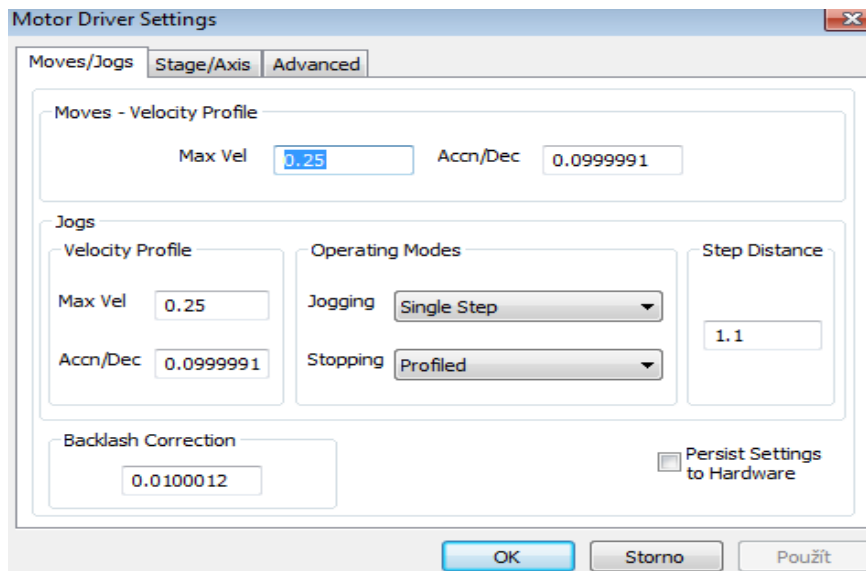 Motor Driver Settings
Moves/Jogs Stage/Axis Advanced
Moves - Velocity Profile
Max Vel 0.25 Accn/Dec 0.0999991
Jogs
Velocity Profile Operating Modes Step Distance
Max Vel 0.25 Jogging Single Step
1.1
Accn/Dec 0.0999991 Stopping Profiled
Backlash Correction
0.0100012
Persist Settings
to Hardware
OK Storno Použít